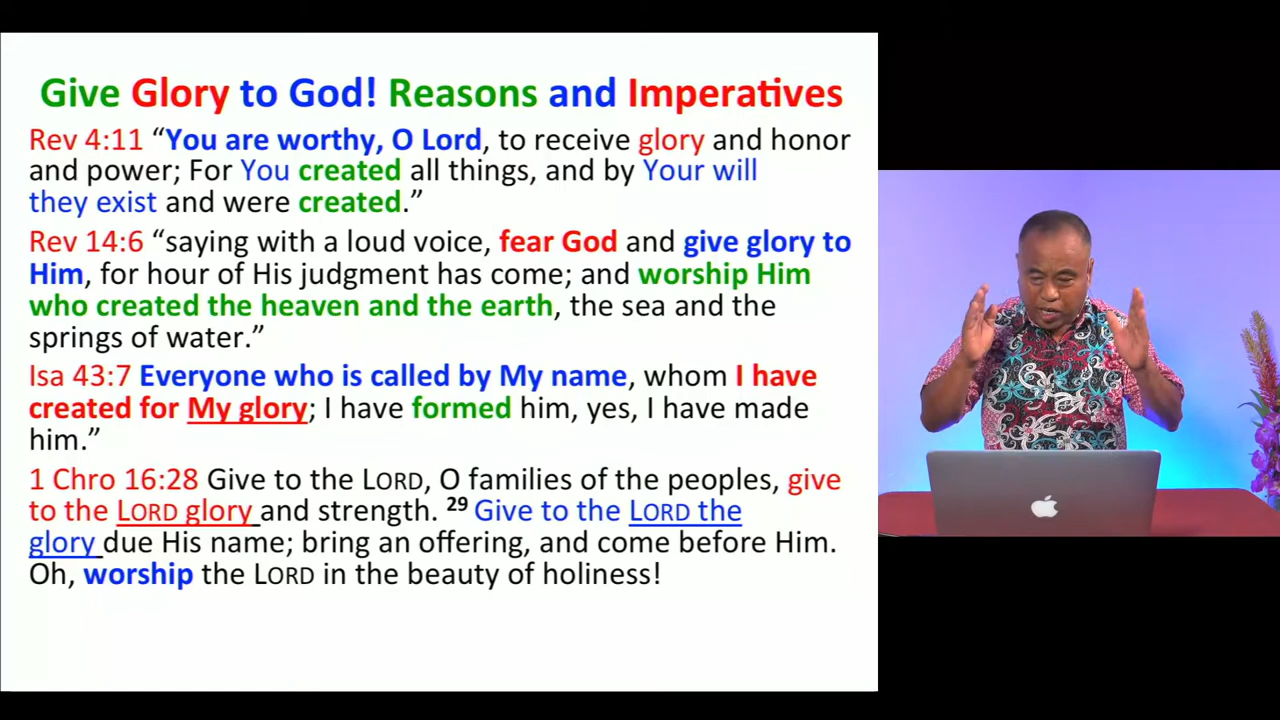 Give Glory to God! Reasons and Imperatives
Rev 4:11 “You are worthy, O Lord, to receive glory and honor
and power; For You created all things, and by Your will
they exist and were created.”
Rev 14:6 “saying with a loud voice, fear God and give glory to
Him, for hour of His judgment has come; and worship Him
who created the heaven and the earth, the sea and the
springs of water.”
Isa 43:7 Everyone who is called by My name, whom I have
created for My glory; I have formed him, yes, I have made
him.”
1 Chro 16:28 Give to the LORD, O families of the peoples, give
to the LORD glory and strength. 29 Give to the LORD the
glory due His name; bring an offering, and come before Him.
Oh, worship the LORD in the beauty of holiness!